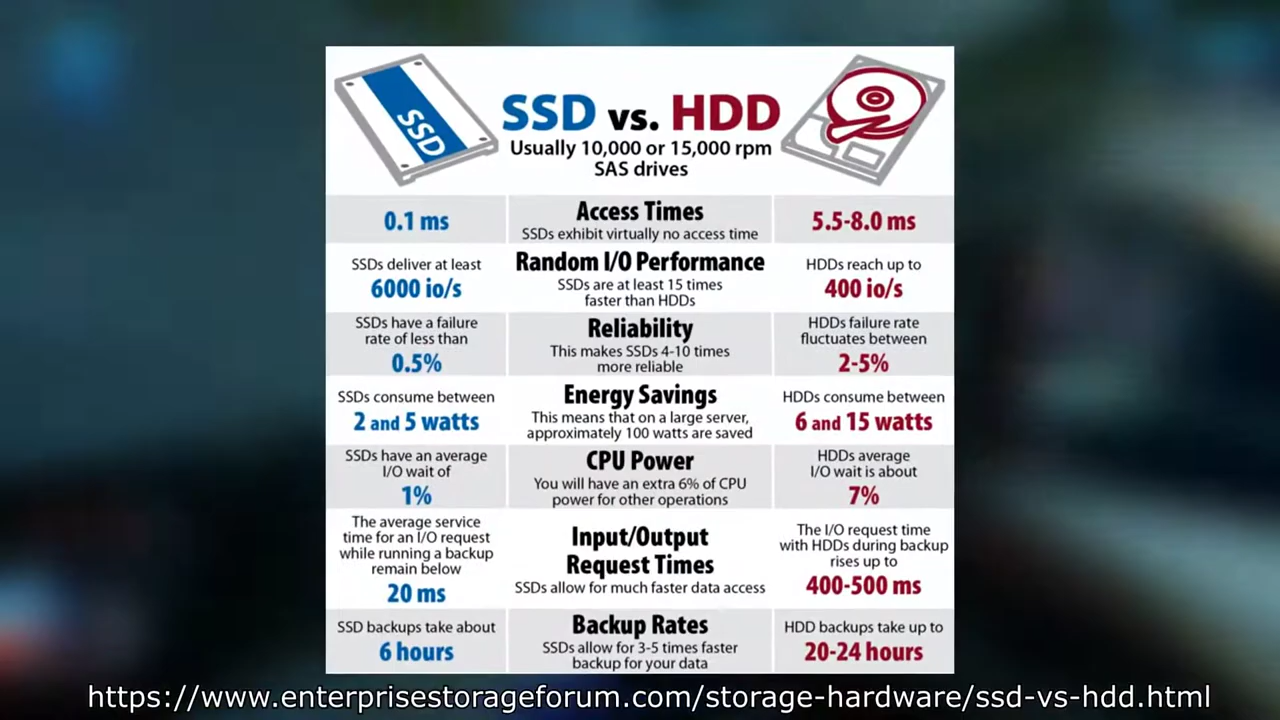 SSD
SSD vs. HDD
Usually 10,000 or 15,000 rpm
SAS drives
0.1 ms
Access Times
SSDs exhibit virtually no access time
5.5-8.0 ms
SSDs deliver at least
6000 io/s
Random I/O Performance
SSDs are at least 15 times
faster than HDDs
HDDs reach up to
400 io/s
SSDs have a failure
rate of less than
0.5%
Reliability
This makes SSDs 4-10 times
more reliable
HDDs failure rate
fluctuates between
2-5%
SSDs consume between
2 and 5 watts
Energy Savings
This means that on a large server,
approximately 100 watts are saved
HDDs consume between
6 and 15 watts
SSDs have an average
I/O wait of
1%
CPU Power
You will have an extra 6% of CPU
power for other operations
HDDs average
I/O wait is about
7%
The average service
time for an I/O request
while running a backup
remain below
20 ms
Input/Output
Request Times
SSDs allow for much faster data access
The I/O request time
with HDDs during backup
rises up to
400-500 ms
SSD backups take about
6 hours
Backup Rates
SSDs allow for 3-5 times faster
backup for your data
HDD backups take up to
20-24 hours
https://www.enterprisestorageforum.com/storage-hardware/ssd-vs-hdd.html